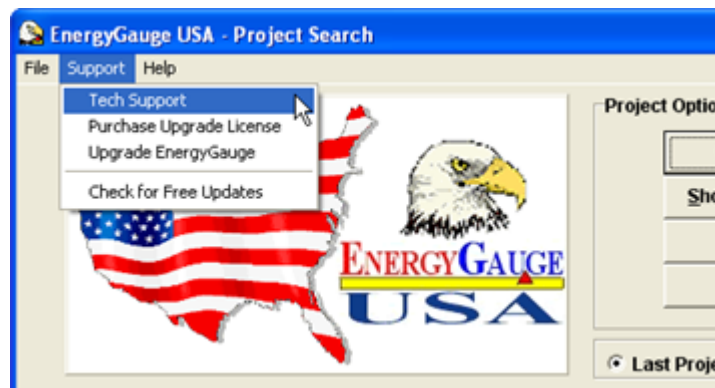 EnergyGauge USA - Project Search
File Support Help
Tech Support
Purchase Upgrade License
Upgrade EnergyGauge
Check for Free Updates
ENERGYGAUGE
USA
Project Optio
Sho
Last Proje